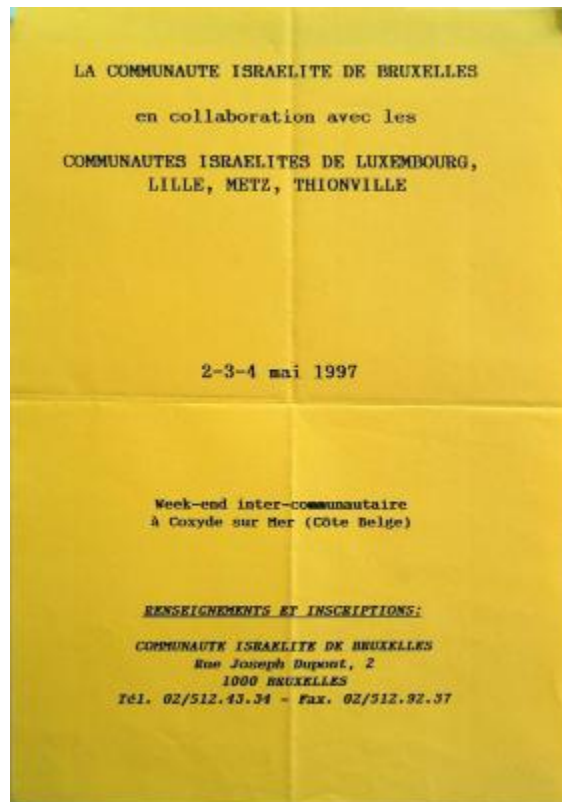 LA COMMUNAUTE ISRAELITE DE BRUXELLES
en collaboration avec les
COMMUNAUTES ISRAELITES DE LUXEMBOURG,
LILLE, METZ, THIONVILLE
2-3-4 mai 1997
Week-end inter-communautaire
à Coxyde sur Mer (Côte Belge)
RENSEIGNEMENTS ET INSCRIPTIONS:
COMMUNAUTE ISRAELITE DE BRUXELLES
Rue Joseph Dupont, 2
1000 BRUXELLES
Tél. 02/512.43.34 - Fax. 02/512.92.37